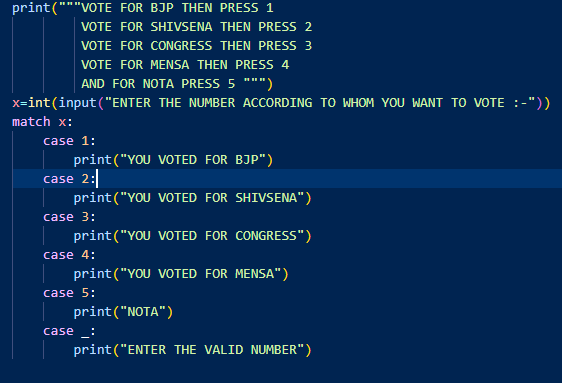 print("""VOTE FOR BJP THEN PRESS 1
VOTE FOR SHIVSENA THEN PRESS 2
VOTE FOR CONGRESS THEN PRESS 3
VOTE FOR MENSA THEN PRESS 4
AND FOR NOTA PRESS 5 """)
x=int(input("ENTER THE NUMBER ACCORDING TO WHOM YOU WANT TO VOTE :-"))
match x:
case 1:
print("YOU VOTED FOR BJP")
case 2:
print("YOU VOTED FOR SHIVSENA")
case 3:
print("YOU VOTED FOR CONGRESS")
case 4:
print("YOU VOTED FOR MENSA")
case 5:
print("NOTA")
case _:
print("ENTER THE VALID NUMBER")